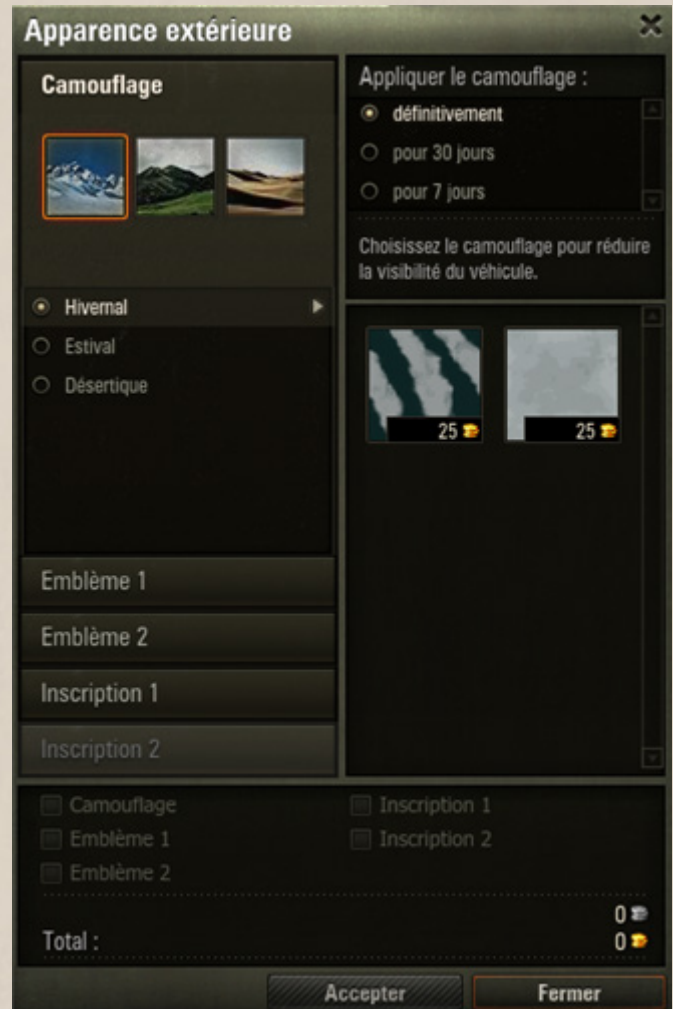 Apparence extérieure
Camouflage
Hivernal
Estival
Désertique
Emblème 1
Emblème 2
Inscription 1
Inscription 2
Appliquer le camouflage :
définitivement
pour 30 jours
pour 7 jours
Choisissez le camouflage pour réduire
la visibilité du véhicule.
25 25
Camouflage Inscription 1
Emblème 1 Inscription 2
Emblème 2
0
Total : 0
Accepter Fermer